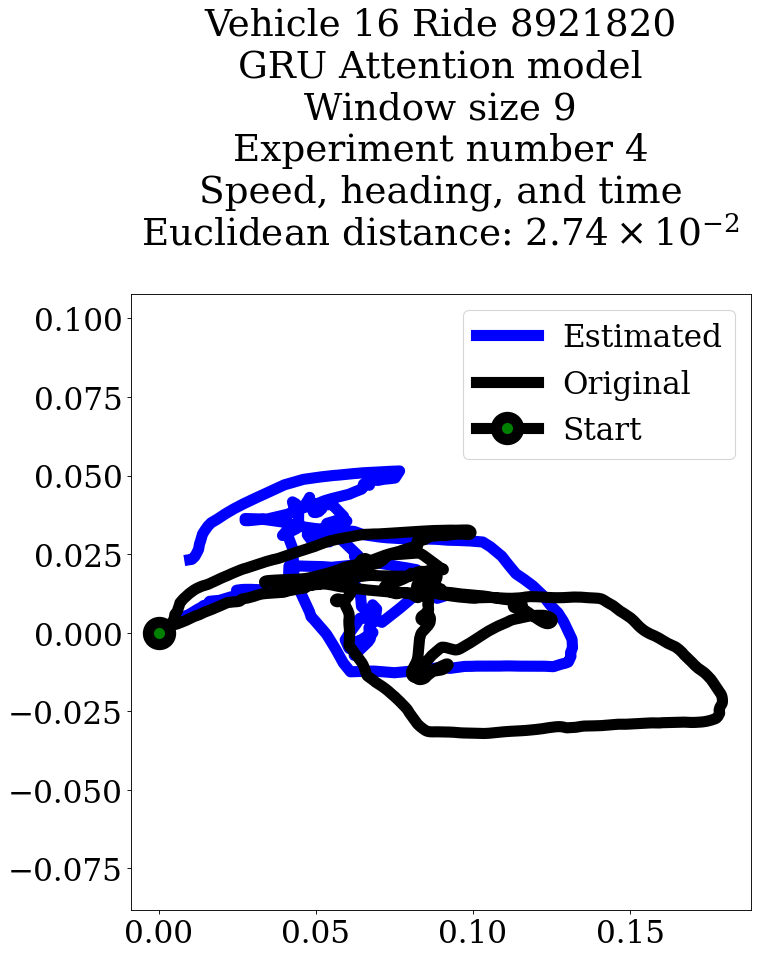 Vehicle 16 Ride 8921820
GRU Attention model
Window size 9
Experiment number 4
Speed, heading, and time
Euclidean distance: 2.74 × 10⁻²
Estimated
Original
Start
0.100
0.075
0.050
0.025
0.000
−0.025
−0.050
−0.075
0.00 0.05 0.10 0.15